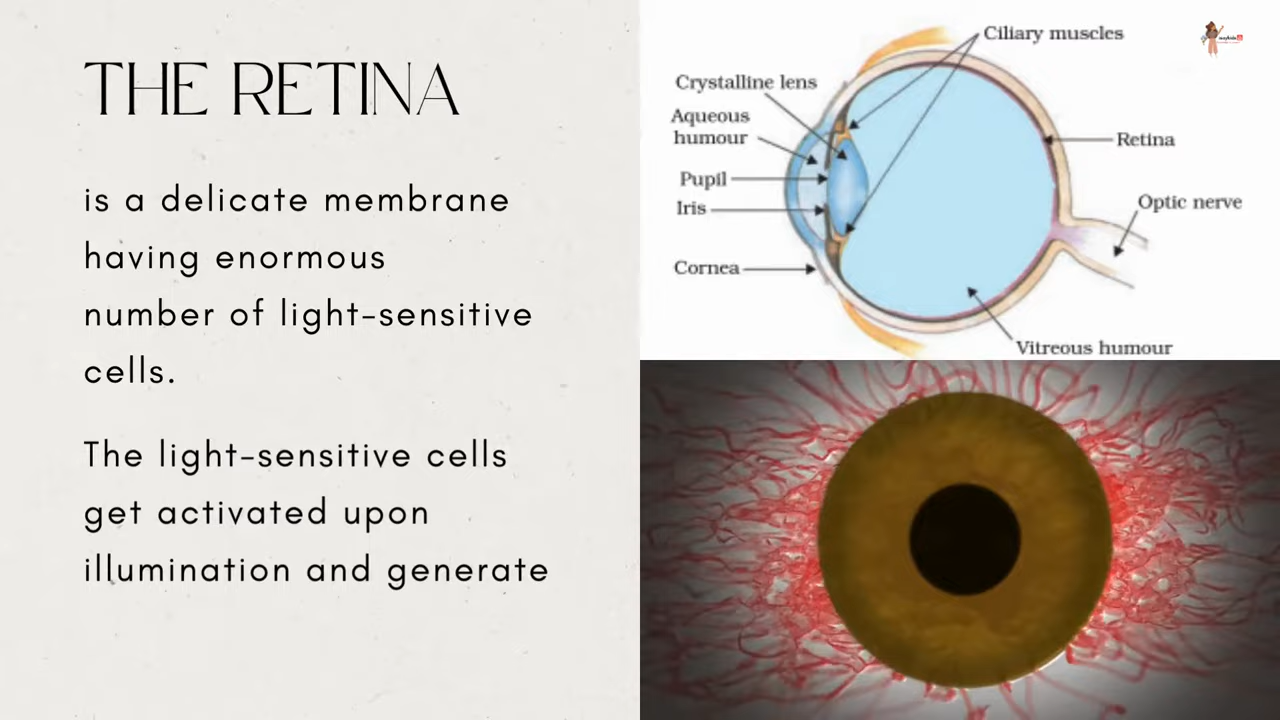 THE RETINA
is a delicate membrane
having enormous
number of light-sensitive
cells.
The light-sensitive cells
get activated upon
illumination and generate
Ciliary muscles
Crystalline lens
Aqueous
humour
Pupil
Iris
Cornea
Retina
Optic nerve
Vitreous humour